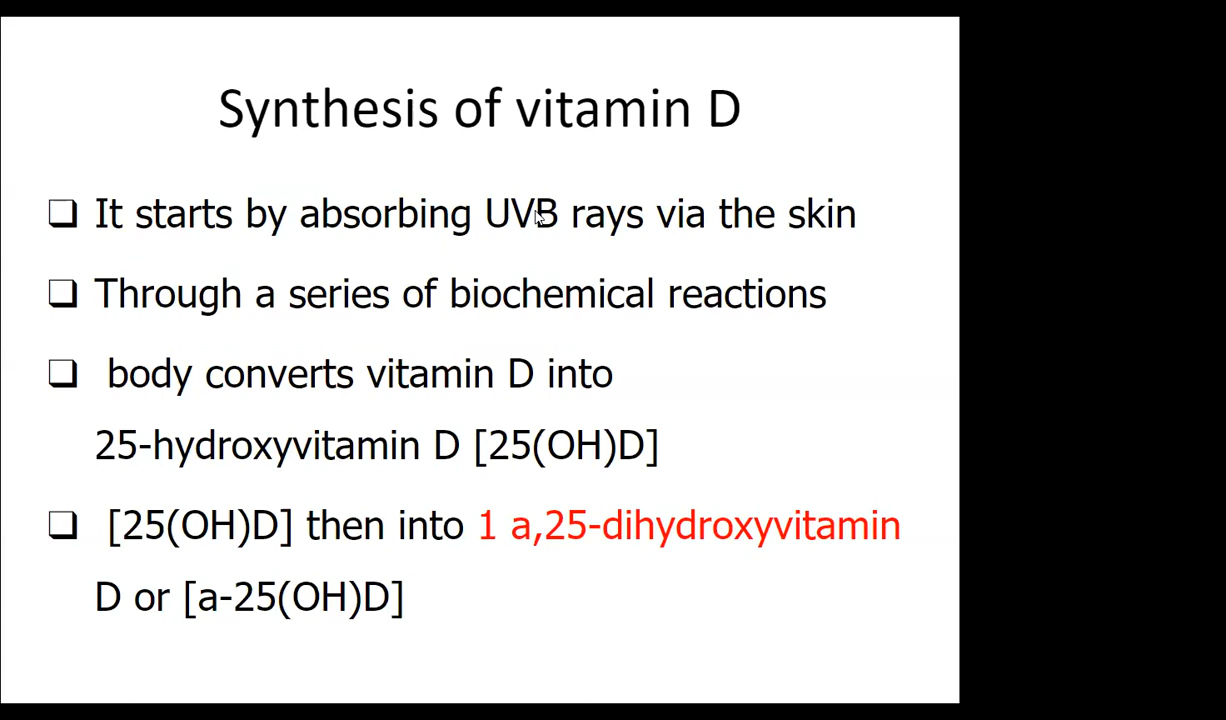 Synthesis of vitamin D
❑ It starts by absorbing UVB rays via the skin
❑ Through a series of biochemical reactions
❑ body converts vitamin D into
25-hydroxyvitamin D [25(OH)D]
❑ [25(OH)D] then into 1 a,25-dihydroxyvitamin
D or [a-25(OH)D]